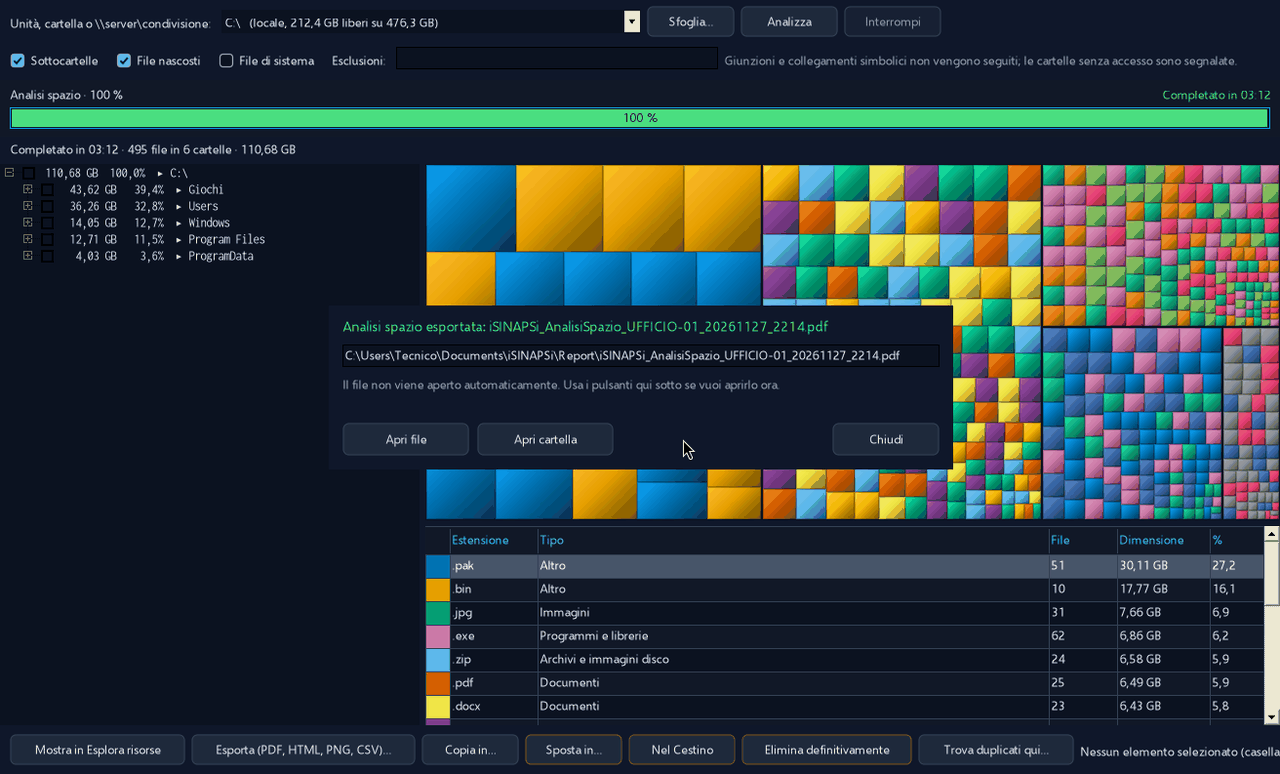 Unità, cartella o \\server\condivisione: C:\ (locale, 212,4 GB liberi su 476,3 GB) Sfoglia... Analizza Interrompi
Sottocartelle File nascosti File di sistema Esclusioni: Giunzioni e collegamenti simbolici non vengono seguiti; le cartelle senza accesso sono segnalate.
Analisi spazio · 100 % Completato in 03:12
100 %
Completato in 03:12 · 495 file in 6 cartelle · 110,68 GB
110,68 GB 100,0% ▸ C:\
43,62 GB 39,4% ▸ Giochi
36,26 GB 32,8% ▸ Users
14,05 GB 12,7% ▸ Windows
12,71 GB 11,5% ▸ Program Files
4,03 GB 3,6% ▸ ProgramData
Analisi spazio esportata: iSINAPSi_AnalisiSpazio_UFFICIO-01_20261127_2214.pdf
C:\Users\Tecnico\Documents\iSINAPSi\Report\iSINAPSi_AnalisiSpazio_UFFICIO-01_20261127_2214.pdf
Il file non viene aperto automaticamente. Usa i pulsanti qui sotto se vuoi aprirlo ora.
Apri file Apri cartella Chiudi
Estensione Tipo File Dimensione %
.pak Altro 51 30,11 GB 27,2
.bin Altro 10 17,77 GB 16,1
.jpg Immagini 31 7,66 GB 6,9
.exe Programmi e librerie 62 6,86 GB 6,2
.zip Archivi e immagini disco 24 6,58 GB 5,9
.pdf Documenti 25 6,49 GB 5,9
.docx Documenti 23 6,43 GB 5,8
Mostra in Esplora risorse Esporta (PDF, HTML, PNG, CSV)... Copia in... Sposta in... Nel Cestino Elimina definitivamente Trova duplicati qui... Nessun elemento selezionato (casella